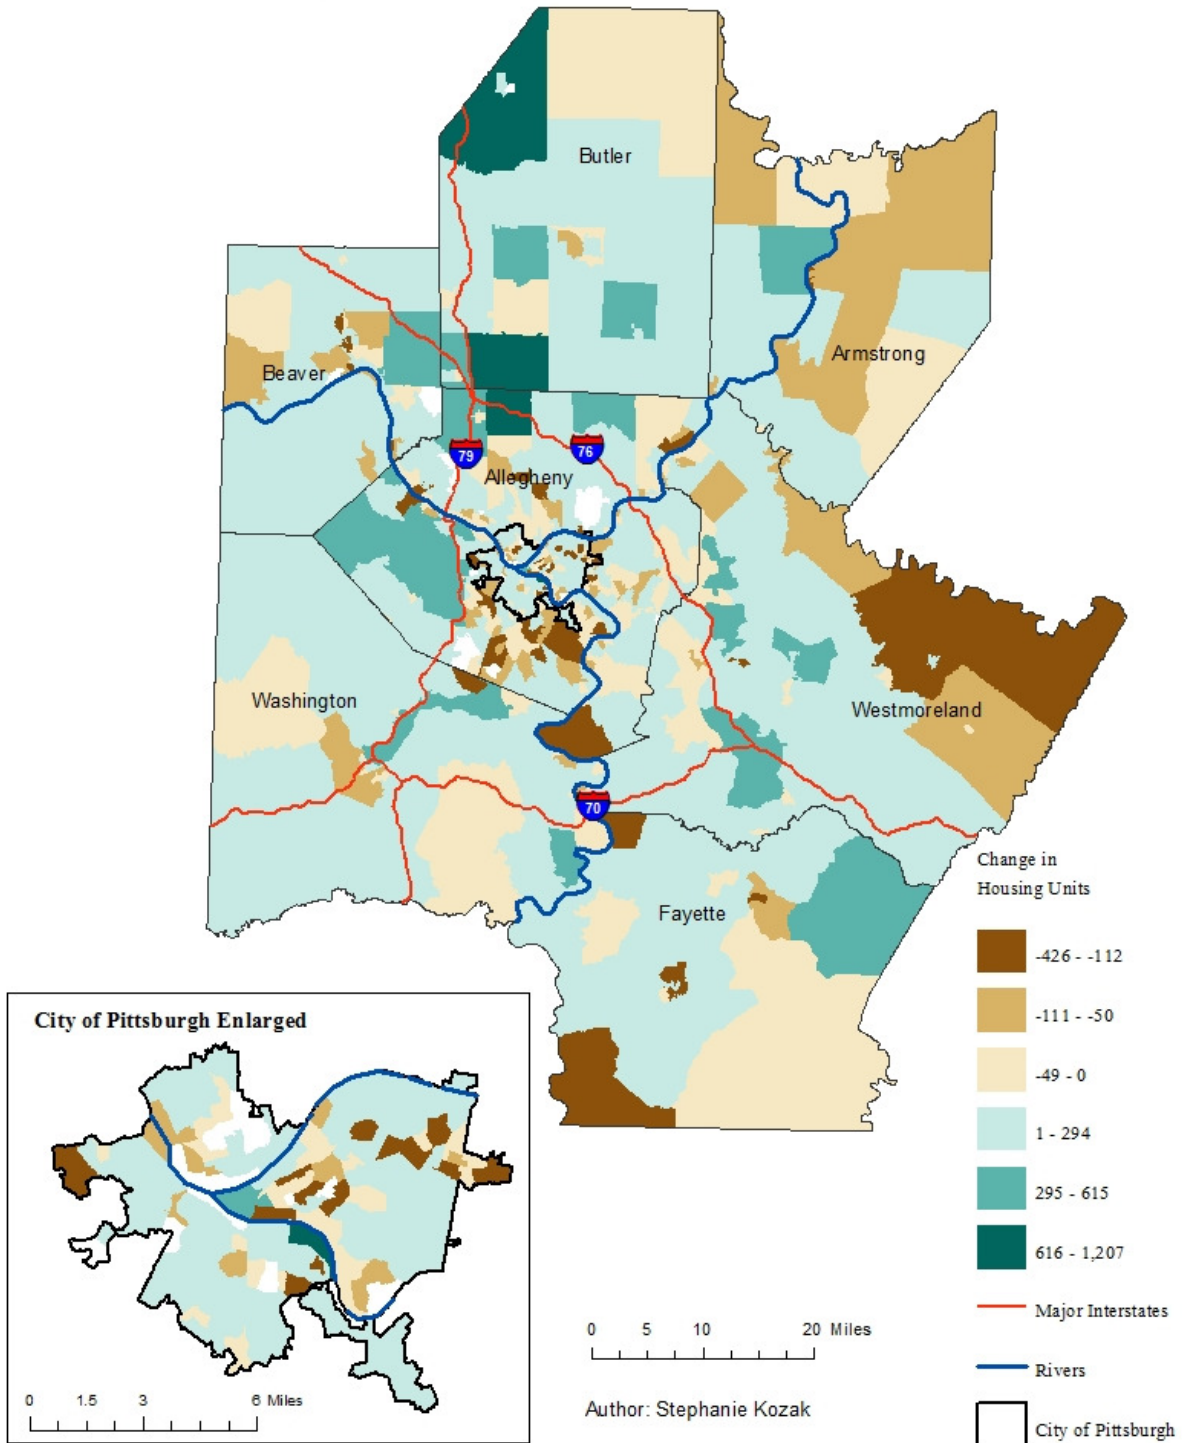 Butler
Armstrong
Beaver
79
76
Allegheny
Washington
Westmoreland
70
Fayette
Change in
Housing Units
-426 - -112
-111 - -50
-49 - 0
1 - 294
295 - 615
616 - 1,207
Major Interstates
Rivers
City of Pittsburgh
City of Pittsburgh Enlarged
0 1.5 3 6 Miles
0 5 10 20 Miles
Author: Stephanie Kozak